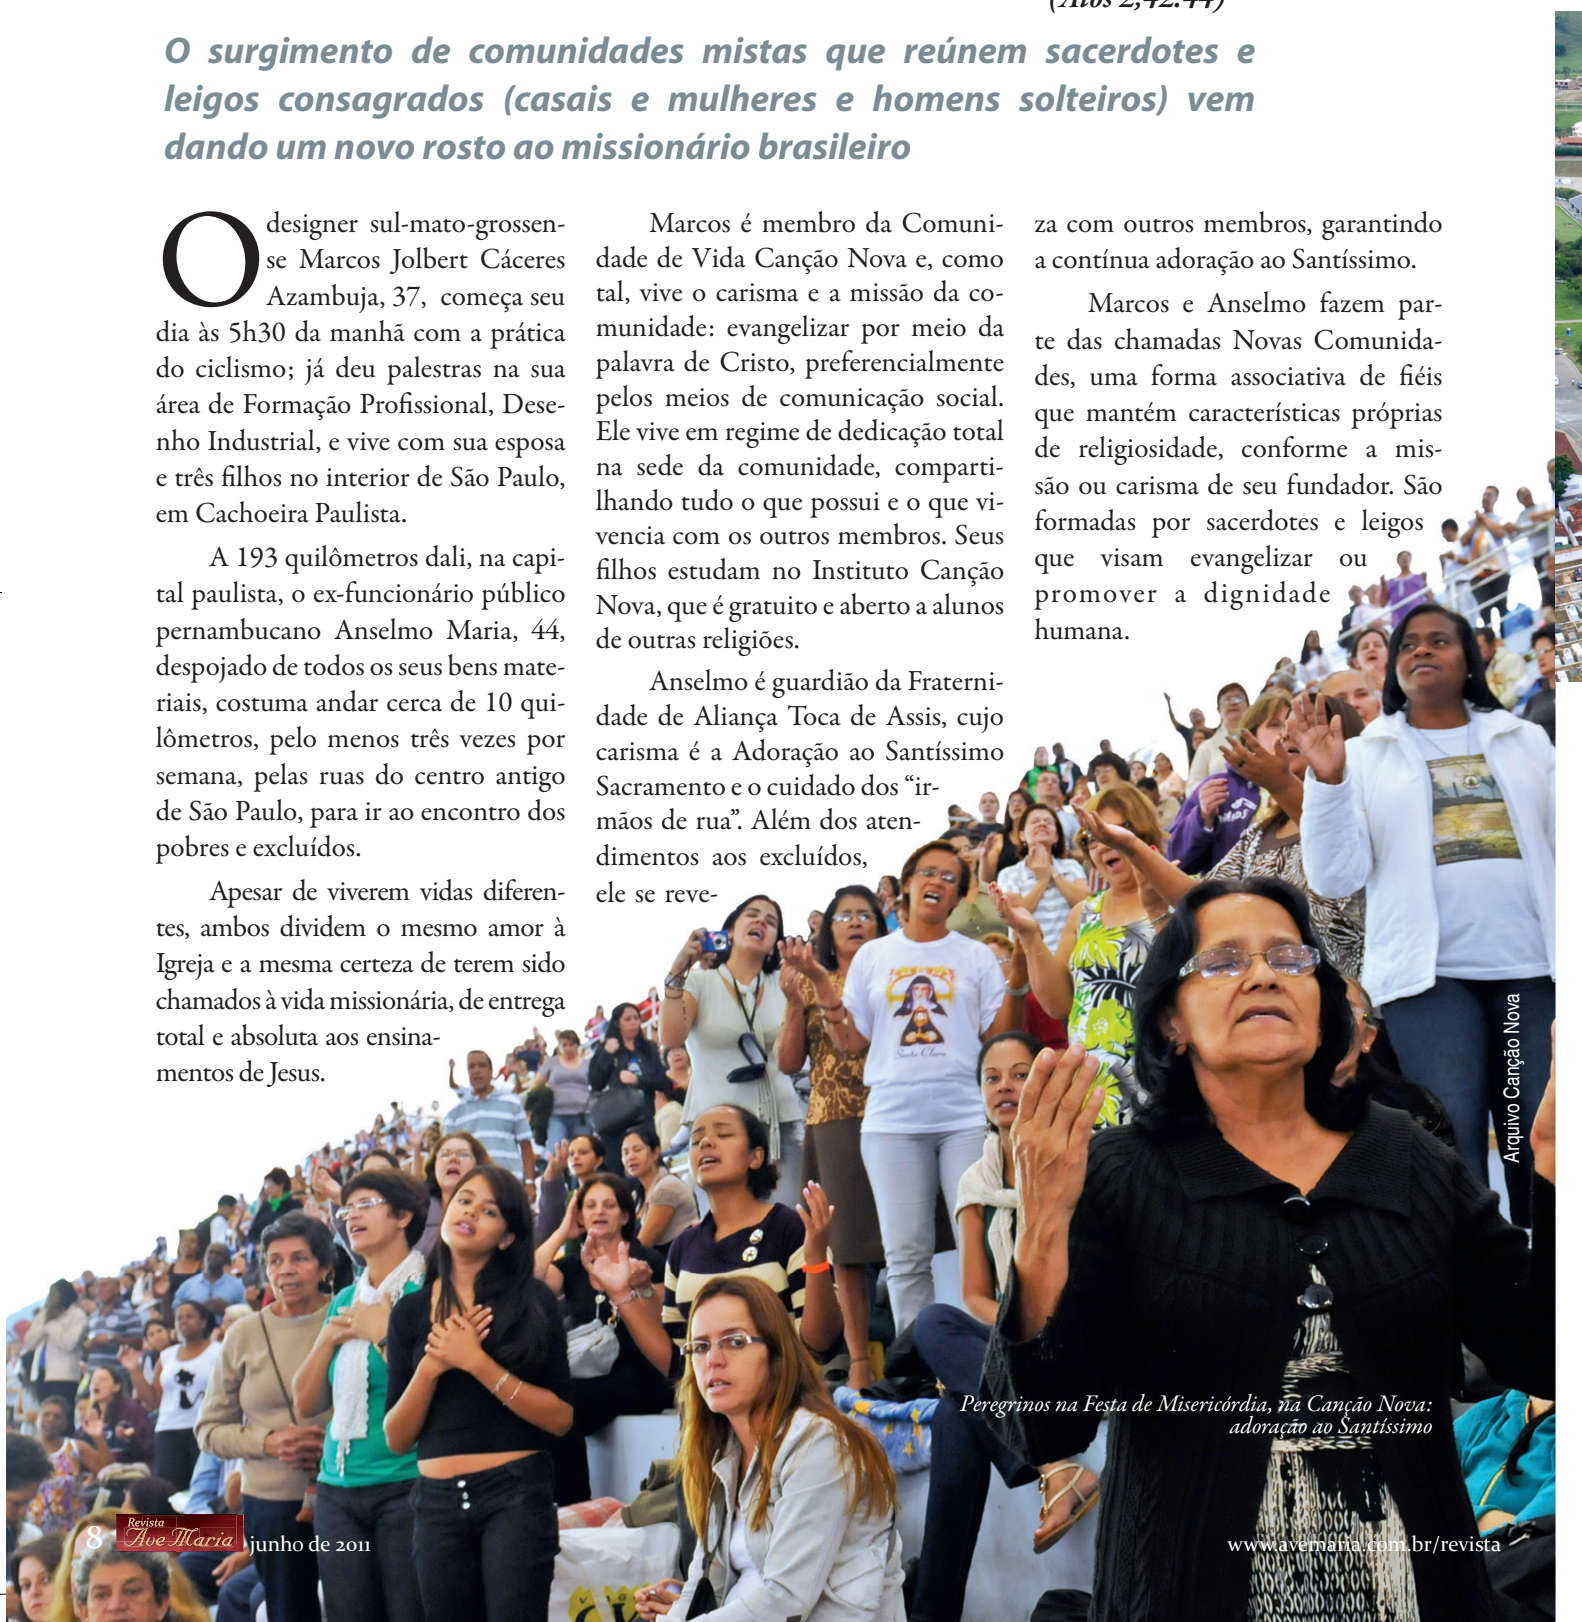 (Atos 2,42.44)
O surgimento de comunidades mistas que reúnem sacerdotes e
leigos consagrados (casais e mulheres e homens solteiros) vem
dando um novo rosto ao missionário brasileiro
O designer sul-mato-grossen-
se Marcos Jolbert Cáceres
Azambuja, 37, começa seu
dia às 5h30 da manhã com a prática
do ciclismo; já deu palestras na sua
área de Formação Profissional, Dese-
nho Industrial, e vive com sua esposa
e três filhos no interior de São Paulo,
em Cachoeira Paulista.
A 193 quilômetros dali, na capi-
tal paulista, o ex-funcionário público
pernambucano Anselmo Maria, 44,
despojado de todos os seus bens mate-
riais, costuma andar cerca de 10 qui-
lômetros, pelo menos três vezes por
semana, pelas ruas do centro antigo
de São Paulo, para ir ao encontro dos
pobres e excluídos.
Apesar de viverem vidas diferen-
tes, ambos dividem o mesmo amor à
Igreja e a mesma certeza de terem sido
chamados à vida missionária, de entrega
total e absoluta aos ensina-
mentos de Jesus.
Marcos é membro da Comuni-
dade de Vida Canção Nova e, como
tal, vive o carisma e a missão da co-
munidade: evangelizar por meio da
palavra de Cristo, preferencialmente
pelos meios de comunicação social.
Ele vive em regime de dedicação total
na sede da comunidade, comparti-
lhando tudo o que possui e o que vi-
vencia com os outros membros. Seus
filhos estudam no Instituto Canção
Nova, que é gratuito e aberto a alunos
de outras religiões.
Anselmo é guardião da Fraterni-
dade de Aliança Toca de Assis, cujo
carisma é a Adoração ao Santíssimo
Sacramento e o cuidado dos “ir-
mãos de rua”. Além dos aten-
dimentos aos excluídos,
ele se reve-
za com outros membros, garantindo
a contínua adoração ao Santíssimo.
Marcos e Anselmo fazem par-
te das chamadas Novas Comunida-
des, uma forma associativa de fiéis
que mantém características próprias
de religiosidade, conforme a mis-
são ou carisma de seu fundador. São
formadas por sacerdotes e leigos
que visam evangelizar ou
promover a dignidade
humana.
Santa Clara
Arquivo Canção Nova
Peregrinos na Festa de Misericórdia, na Canção Nova:
adoração ao Santíssimo
8 Revista Ave Maria junho de 2011
www.avemaria.com.br/revista